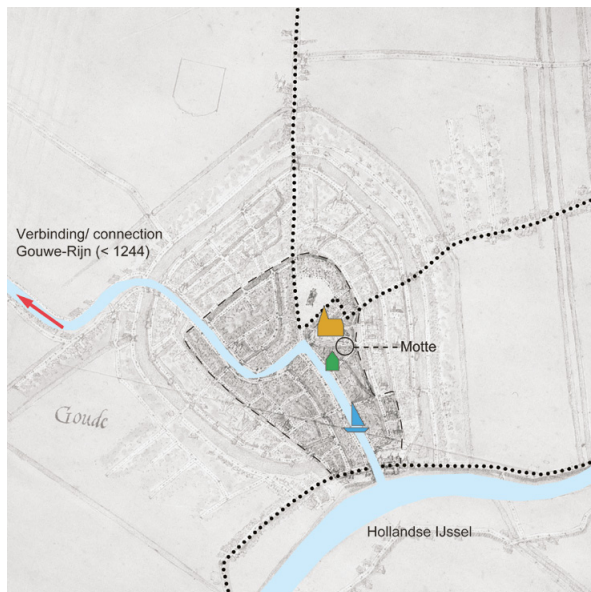 Verbinding/ connection
Gouwe-Rijn (< 1244)
Motte
Goude
Hollandse IJssel